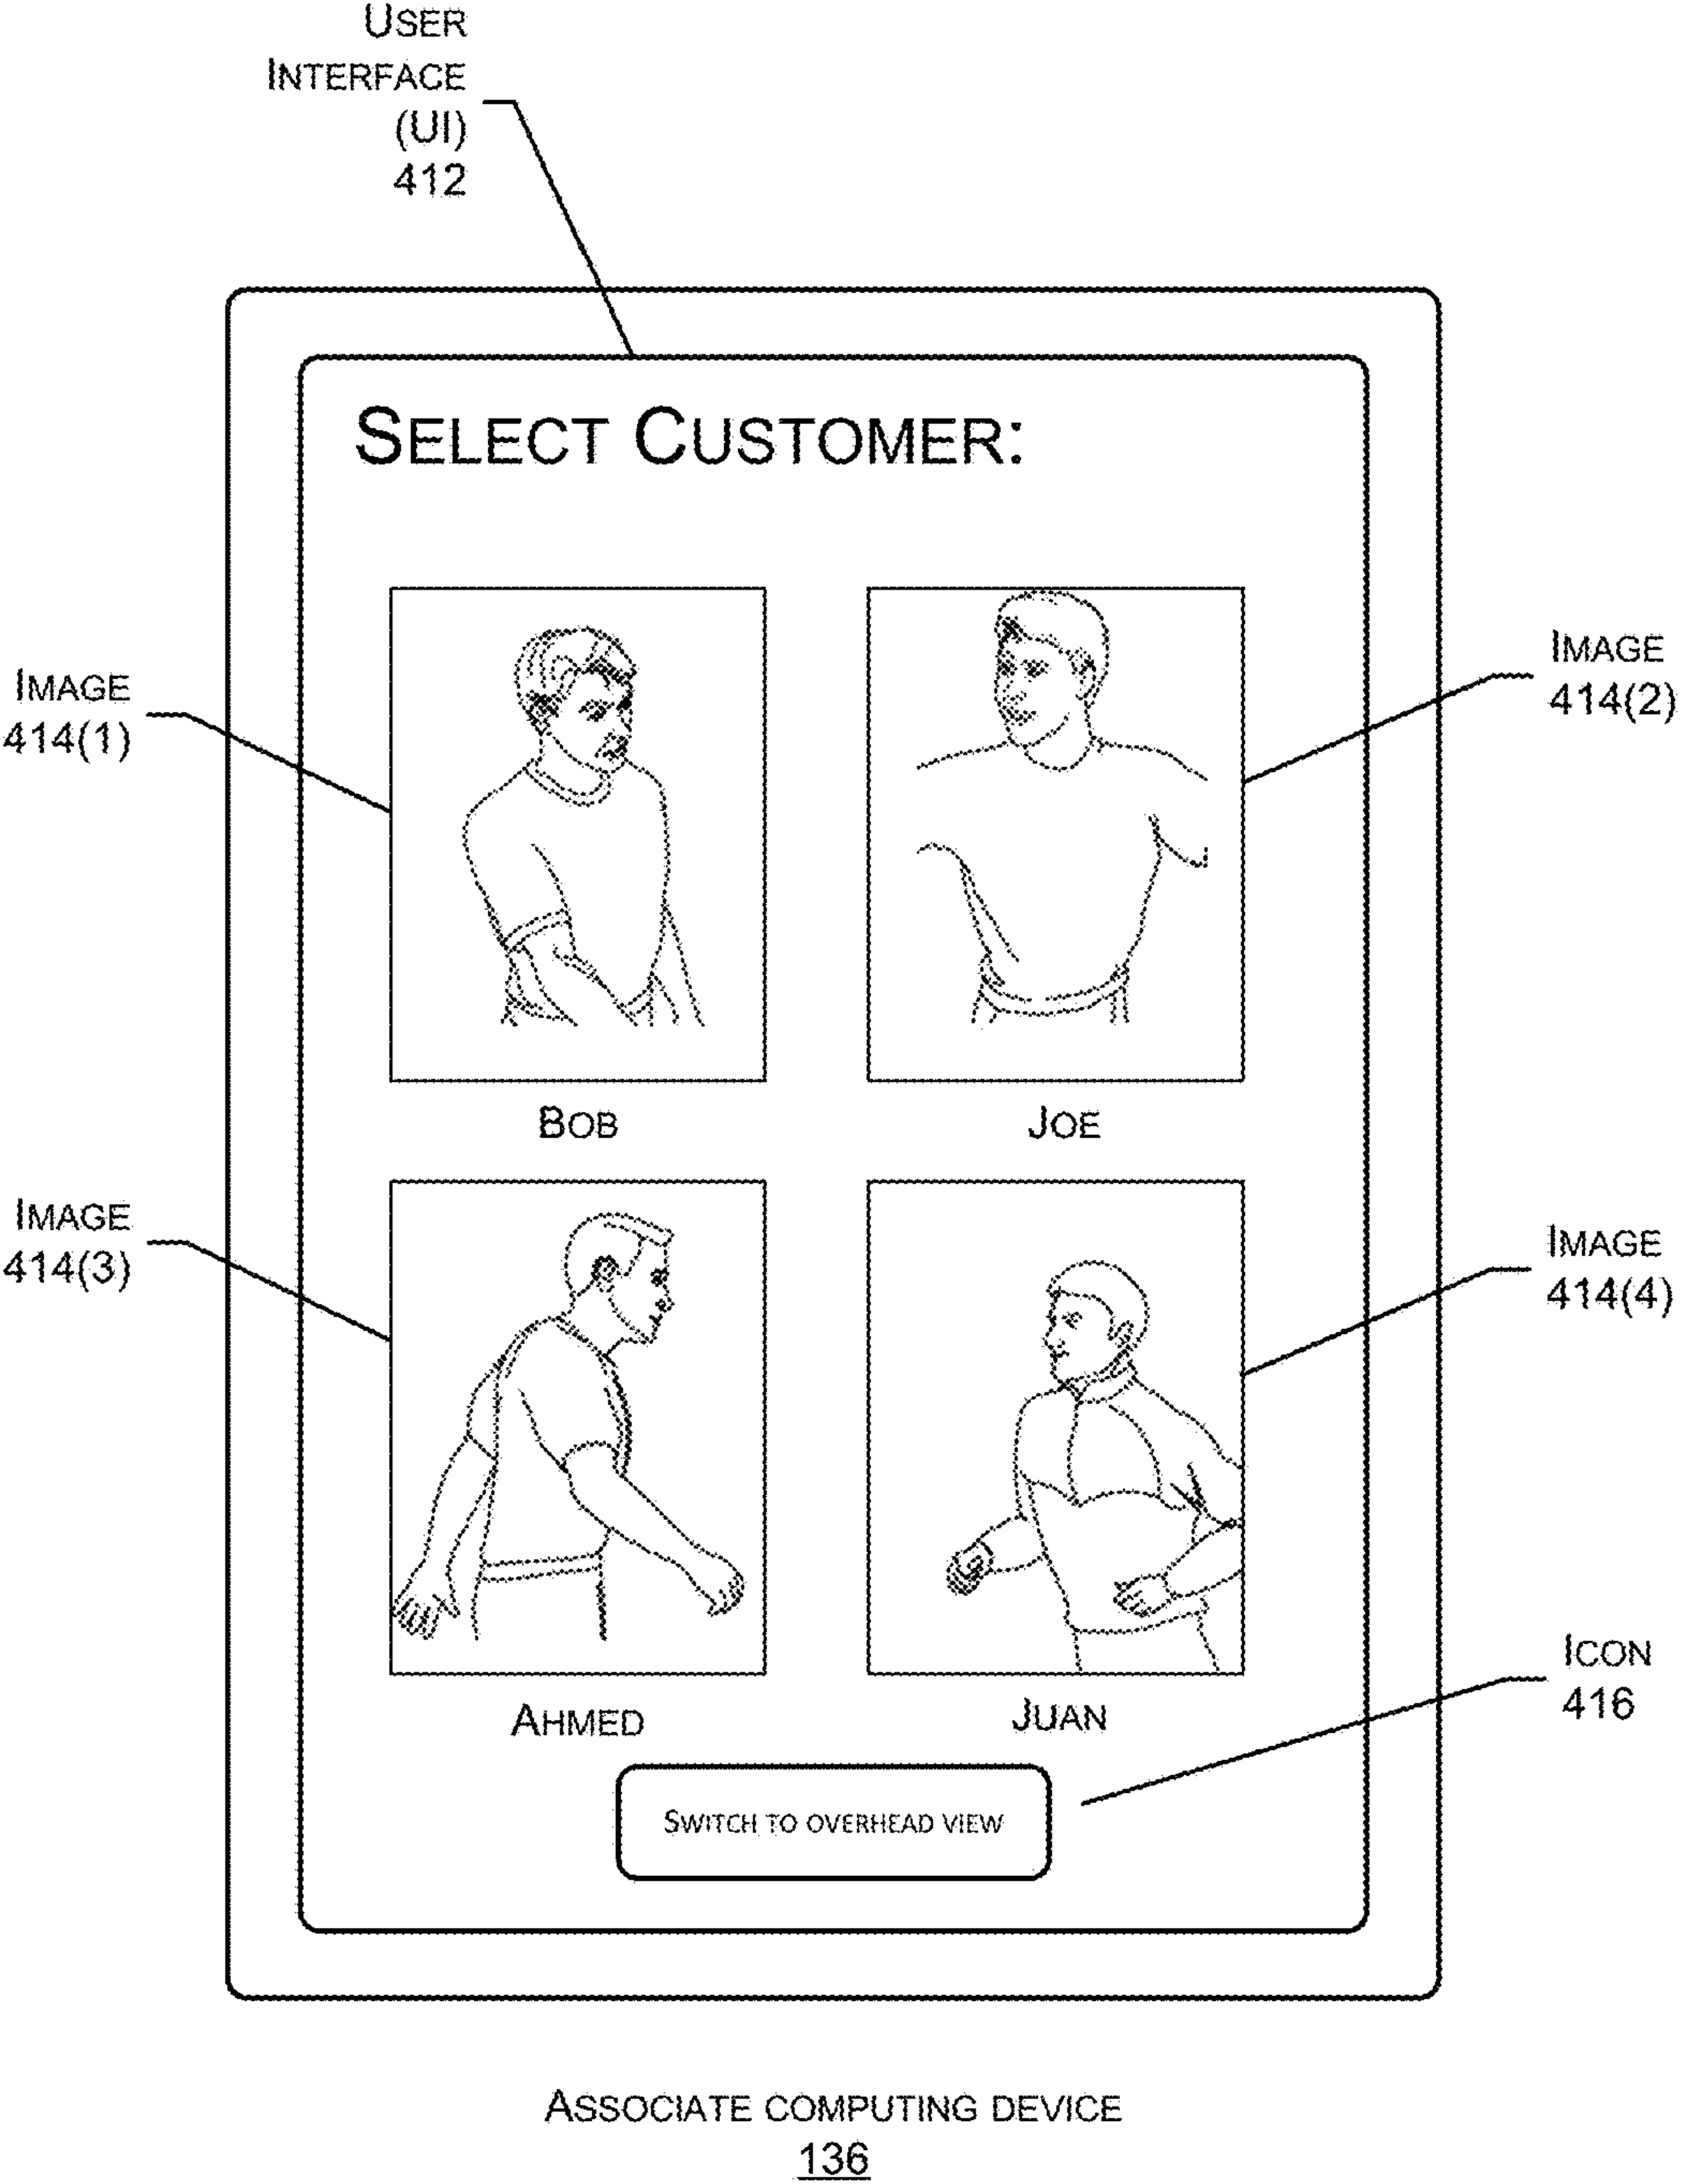 USER
INTERFACE
(UI)
412
SELECT CUSTOMER:
IMAGE
414(1)
IMAGE
414(2)
BOB
JOE
IMAGE
414(3)
IMAGE
414(4)
AHMED
JUAN
ICON
416
SWITCH TO OVERHEAD VIEW
ASSOCIATE COMPUTING DEVICE
136